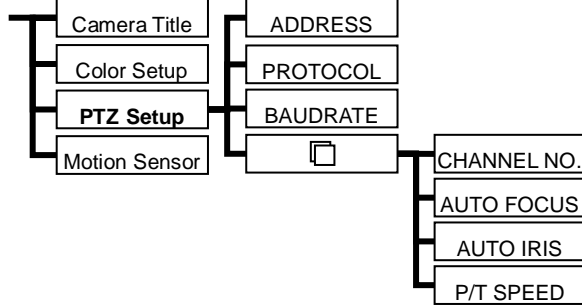 Camera Title
Color Setup
PTZ Setup
Motion Sensor
ADDRESS
PROTOCOL
BAUDRATE
CHANNEL NO.
AUTO FOCUS
AUTO IRIS
P/T SPEED